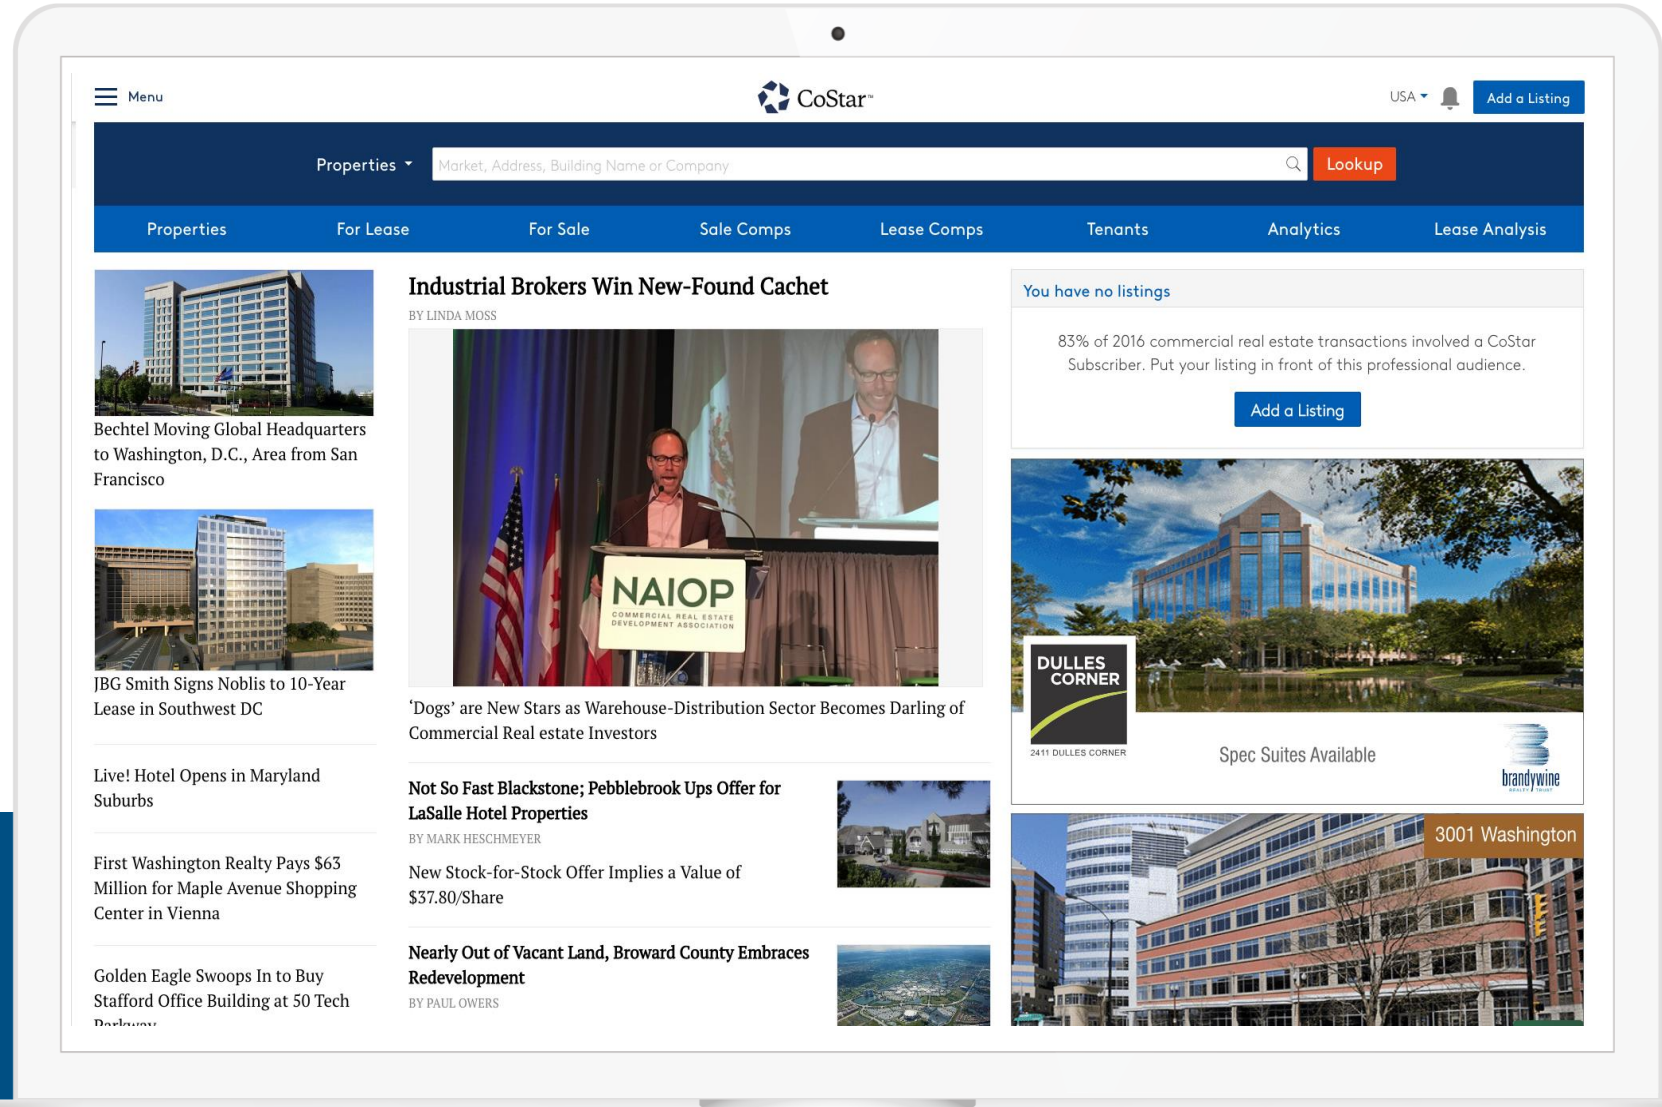 Menu
CoStar™
USA
Add a Listing
Properties
Market, Address, Building Name or Company
Lookup
Properties
For Lease
For Sale
Sale Comps
Lease Comps
Tenants
Analytics
Lease Analysis
Bechtel Moving Global Headquarters
to Washington, D.C., Area from San
Francisco
JBG Smith Signs Noblis to 10-Year
Lease in Southwest DC
Live! Hotel Opens in Maryland
Suburbs
First Washington Realty Pays $63
Million for Maple Avenue Shopping
Center in Vienna
Golden Eagle Swoops In to Buy
Stafford Office Building at 50 Tech
Parkway
Industrial Brokers Win New-Found Cachet
BY LINDA MOSS
NAIOP
COMMERCIAL REAL ESTATE
DEVELOPMENT ASSOCIATION
‘Dogs’ are New Stars as Warehouse-Distribution Sector Becomes Darling of
Commercial Real estate Investors
Not So Fast Blackstone; Pebblebrook Ups Offer for
LaSalle Hotel Properties
BY MARK HESCHMEYER
New Stock-for-Stock Offer Implies a Value of
$37.80/Share
Nearly Out of Vacant Land, Broward County Embraces
Redevelopment
BY PAUL OWERS
You have no listings
83% of 2016 commercial real estate transactions involved a CoStar
Subscriber. Put your listing in front of this professional audience.
Add a Listing
DULLES
CORNER
2411 DULLES CORNER
Spec Suites Available
brandywine
REALTY TRUST
3001 Washington